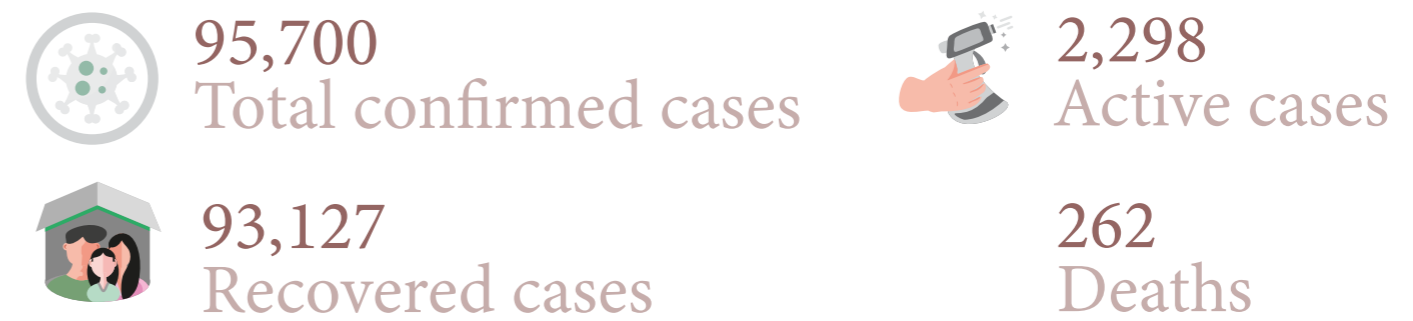 95,700
Total confirmed cases
2,298
Active cases
93,127
Recovered cases
262
Deaths